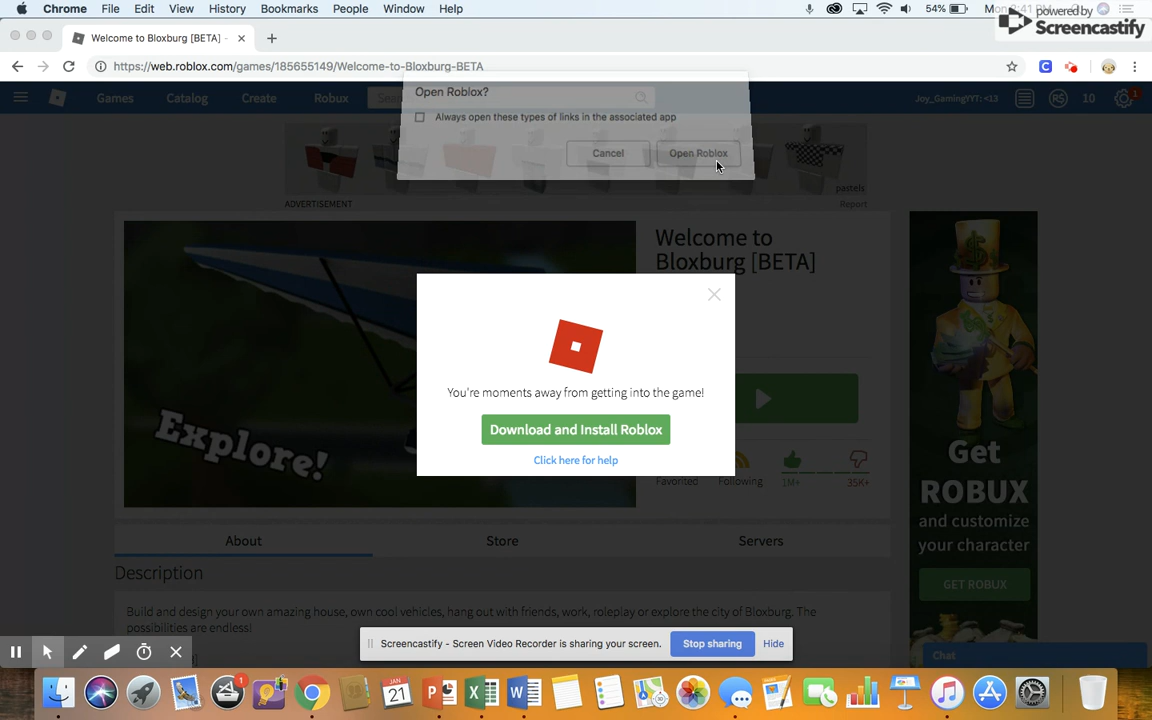 Chrome File Edit View History Bookmarks People Window Help 54%
powered by
Screencastify
Welcome to Bloxburg [BETA] -
https://web.roblox.com/games/185655149/Welcome-to-Bloxburg-BETA
Games Catalog Create Robux Joy_GamingYT: <13 R$ 10 1
Open Roblox?
Always open these types of links in the associated app
Cancel Open Roblox
pastels
ADVERTISEMENT Report
Welcome to
Bloxburg [BETA]
Explore!
You're moments away from getting into the game!
Download and Install Roblox
Click here for help
Favorited Following 1M+ 35K+
Get
ROBUX
and customize
your character
GET ROBUX
About Store Servers
Description
Build and design your own amazing house, own cool vehicles, hang out with friends, work, roleplay or explore the city of Bloxburg. The
possibilities are endless!
Screencastify - Screen Video Recorder is sharing your screen. Stop sharing Hide
Chat
JAN
21
1